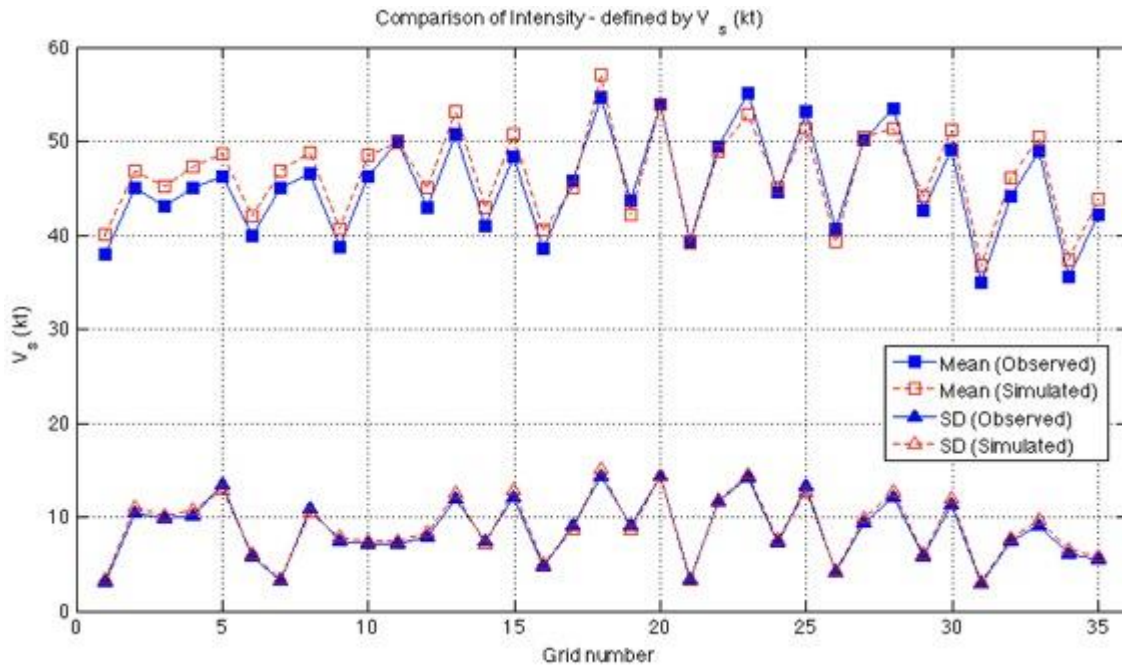 Comparison of Intensity - defined by V s (kt)
60
50
40
30
20
10
0
V s (kt)
Mean (Observed)
Mean (Simulated)
SD (Observed)
SD (Simulated)
0 5 10 15 20 25 30 35
Grid number